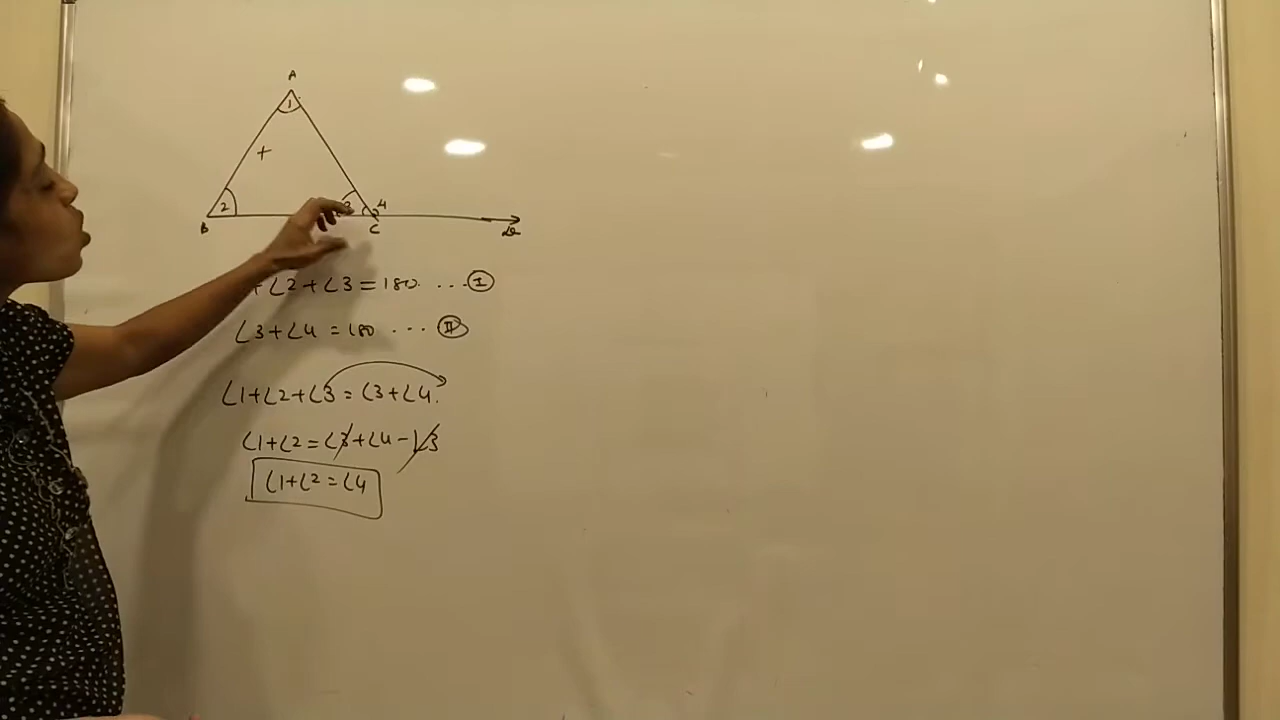 A
1
+
2
3
4
B
C
+∠2+∠3=180. ... I
∠3+∠4=180 ... II
∠1+∠2+∠3=∠3+∠4.
∠1+∠2=∠3+∠4-∠3
∠1+∠2=∠4